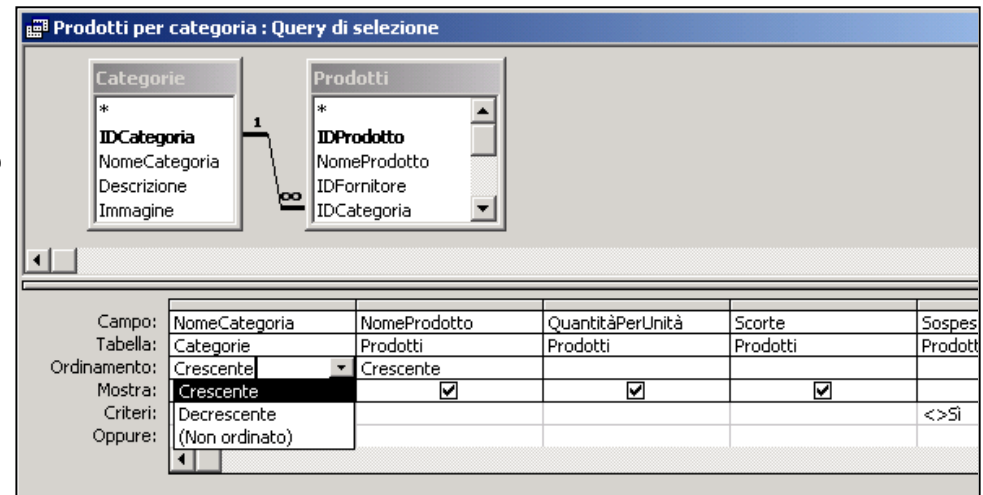 Prodotti per categoria : Query di selezione
Categorie
*
IDCategoria
NomeCategoria
Descrizione
Immagine
1
∞
Prodotti
*
IDProdotto
NomeProdotto
IDFornitore
IDCategoria
Campo: NomeCategoria NomeProdotto QuantitàPerUnità Scorte Sospes
Tabella: Categorie Prodotti Prodotti Prodotti Prodott
Ordinamento: Crescente Crescente
Mostra: Crescente
Criteri: Decrescente <>Sì
Oppure: (Non ordinato)